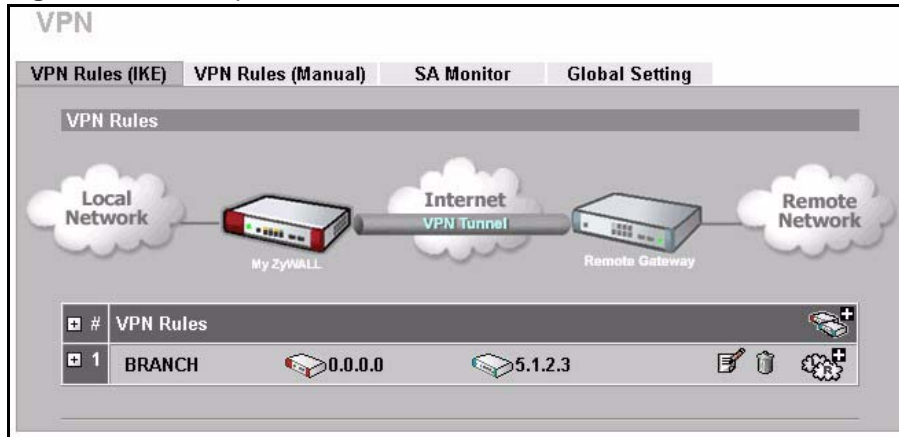 VPN
VPN Rules (IKE) VPN Rules (Manual) SA Monitor Global Setting
VPN Rules
Local Network
Internet
VPN Tunnel
Remote Network
My ZyWALL
Remote Gateway
# VPN Rules
1 BRANCH 0.0.0.0 5.1.2.3
R